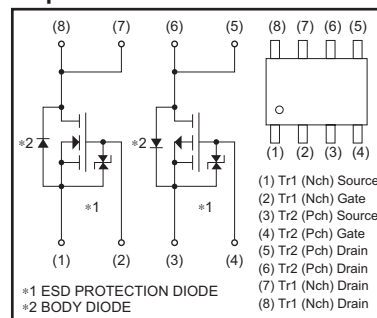 (8) (7) (6) (5)
(8) (7) (6) (5)
*2 *2
*1 *1
(1) (2) (3) (4)
(1) (2) (3) (4)
(1) Tr1 (Nch) Source
(2) Tr1 (Nch) Gate
(3) Tr2 (Pch) Source
(4) Tr2 (Pch) Gate
(5) Tr2 (Pch) Drain
(6) Tr2 (Pch) Drain
(7) Tr1 (Nch) Drain
(8) Tr1 (Nch) Drain
*1 ESD PROTECTION DIODE
*2 BODY DIODE